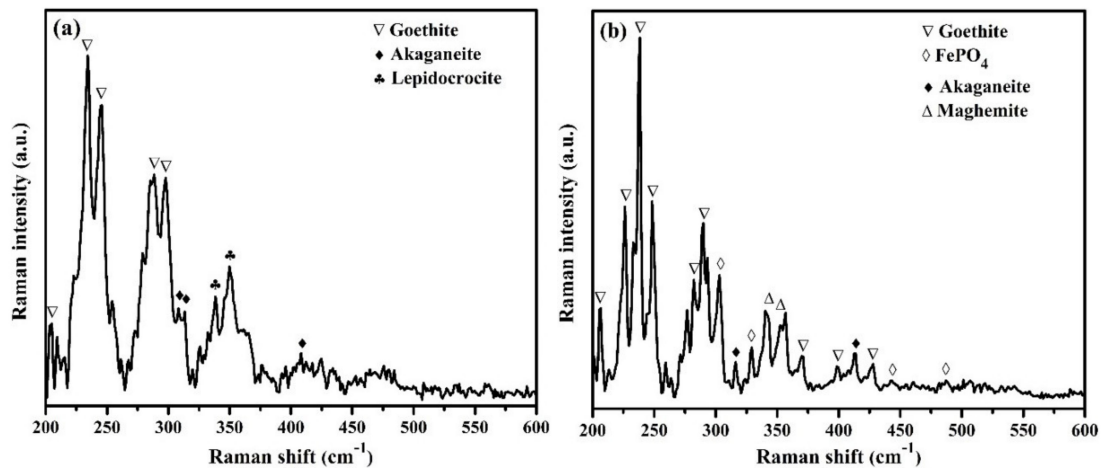 (a)
▽ Goethite
♦ Akaganeite
♣ Lepidocrocite
Raman intensity (a.u.)
200 250 300 350 400 450 500 550 600
Raman shift (cm⁻¹)
(b)
▽ Goethite
◊ FePO₄
♦ Akaganeite
Δ Maghemite
Raman intensity (a.u.)
200 250 300 350 400 450 500 550 600
Raman shift (cm⁻¹)